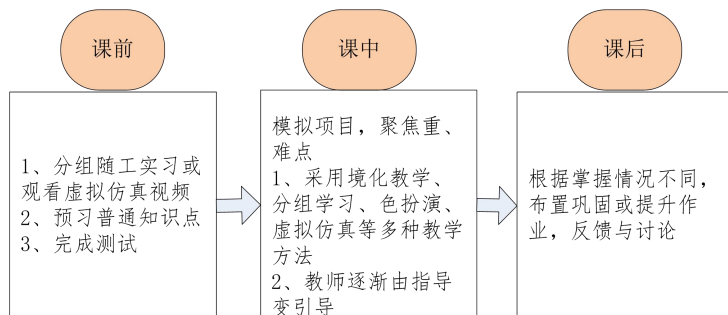 课前
1、分组随工实习或
观看虚拟仿真视频
2、预习普通知识点
3、完成测试
课中
模拟项目，聚焦重、
难点
1、采用境化教学、
分组学习、色扮演、
虚拟仿真等多种教学
方法
2、教师逐渐由指导
变引导
课后
根据掌握情况不同，
布置巩固或提升作
业，反馈与讨论